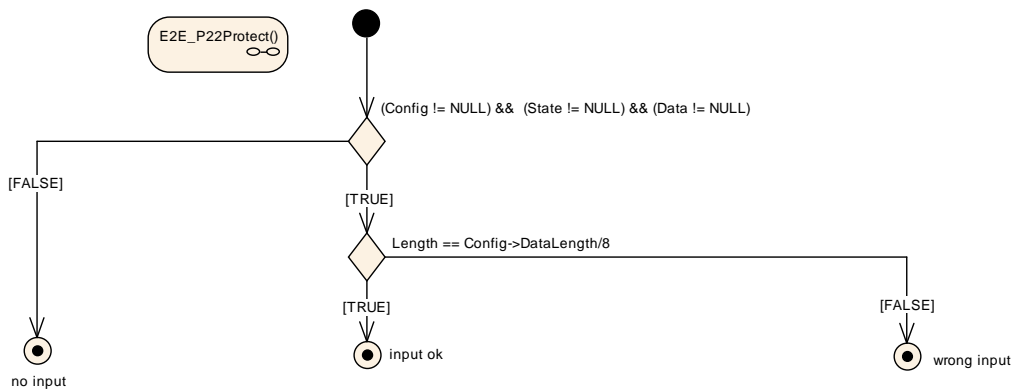 E2E_P22Protect()
(Config != NULL) &&  (State != NULL) && (Data != NULL)
[FALSE]
[TRUE]
Length == Config->DataLength/8
[TRUE]
[FALSE]
input ok
wrong input
no input